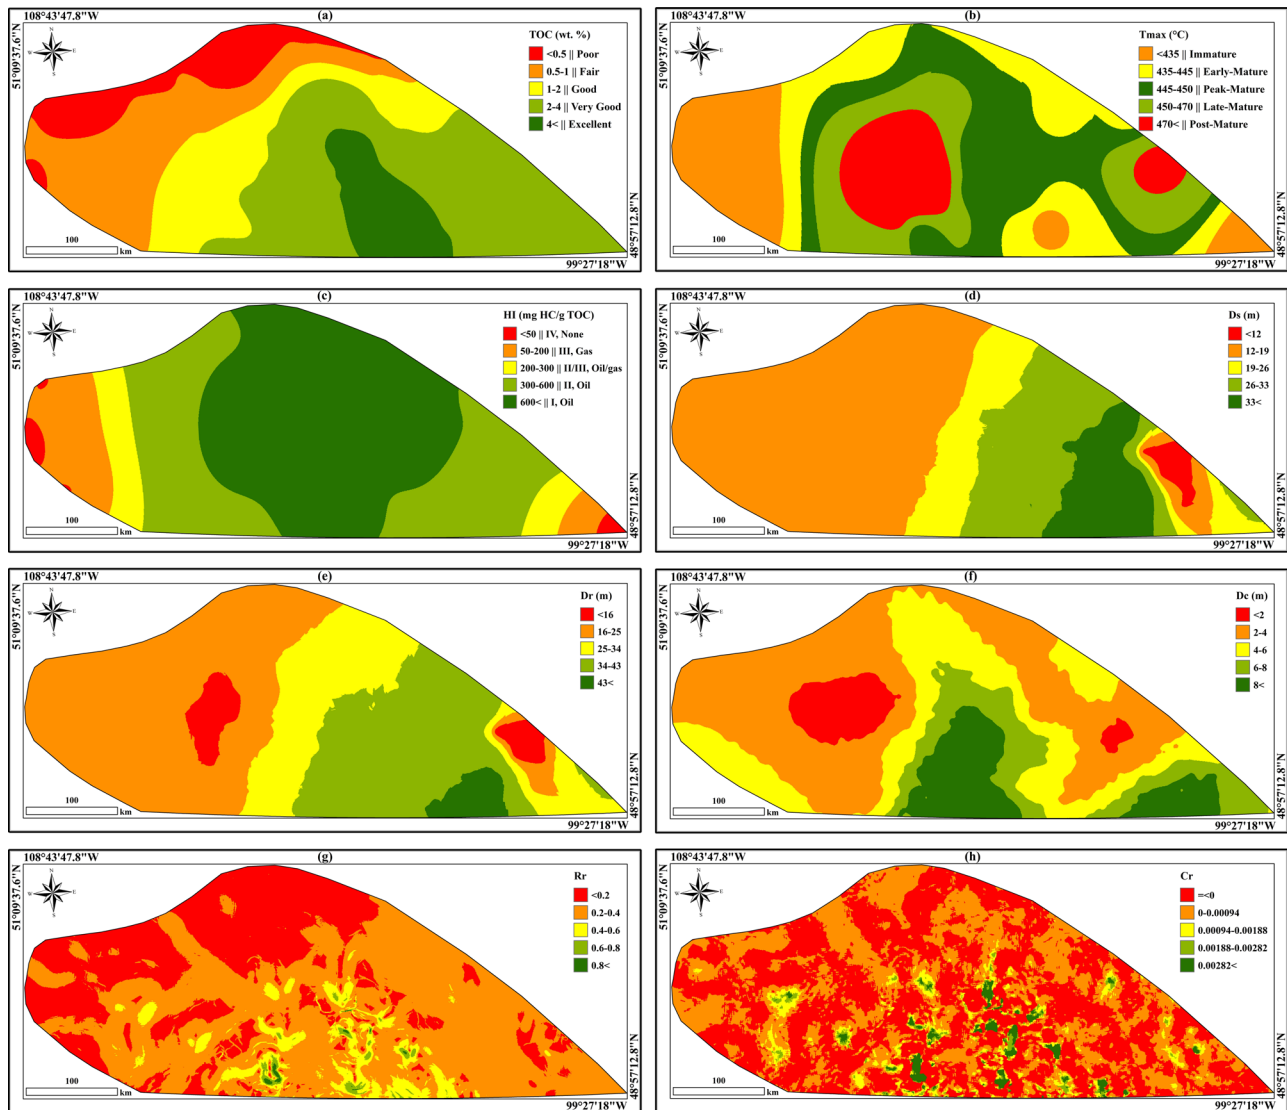 108°43'47.8"W
(a)
51°09'37.6"N
N
W
E
S
TOC (wt. %)
<0.5 || Poor
0.5-1 || Fair
1-2 || Good
2-4 || Very Good
4< || Excellent
100
km
48°57'12.8"N
99°27'18"W
108°43'47.8"W
(b)
51°09'37.6"N
N
W
E
S
Tmax (°C)
<435 || Immature
435-445 || Early-Mature
445-450 || Peak-Mature
450-470 || Late-Mature
470< || Post-Mature
100
km
48°57'12.8"N
99°27'18"W
108°43'47.8"W
(c)
51°09'37.6"N
N
W
E
S
HI (mg HC/g TOC)
<50 || IV, None
50-200 || III, Gas
200-300 || II/III, Oil/gas
300-600 || II, Oil
600< || I, Oil
100
km
48°57'12.8"N
99°27'18"W
108°43'47.8"W
(d)
51°09'37.6"N
N
W
E
S
Ds (m)
<12
12-19
19-26
26-33
33<
100
km
48°57'12.8"N
99°27'18"W
108°43'47.8"W
(e)
51°09'37.6"N
N
W
E
S
Dr (m)
<16
16-25
25-34
34-43
43<
100
km
48°57'12.8"N
99°27'18"W
108°43'47.8"W
(f)
51°09'37.6"N
N
W
E
S
Dc (m)
<2
2-4
4-6
6-8
8<
100
km
48°57'12.8"N
99°27'18"W
108°43'47.8"W
(g)
51°09'37.6"N
N
W
E
S
Rr
<0.2
0.2-0.4
0.4-0.6
0.6-0.8
0.8<
100
km
48°57'12.8"N
99°27'18"W
108°43'47.8"W
(h)
51°09'37.6"N
N
W
E
S
Cr
=<0
0-0.00094
0.00094-0.00188
0.00188-0.00282
0.00282<
100
km
48°57'12.8"N
99°27'18"W